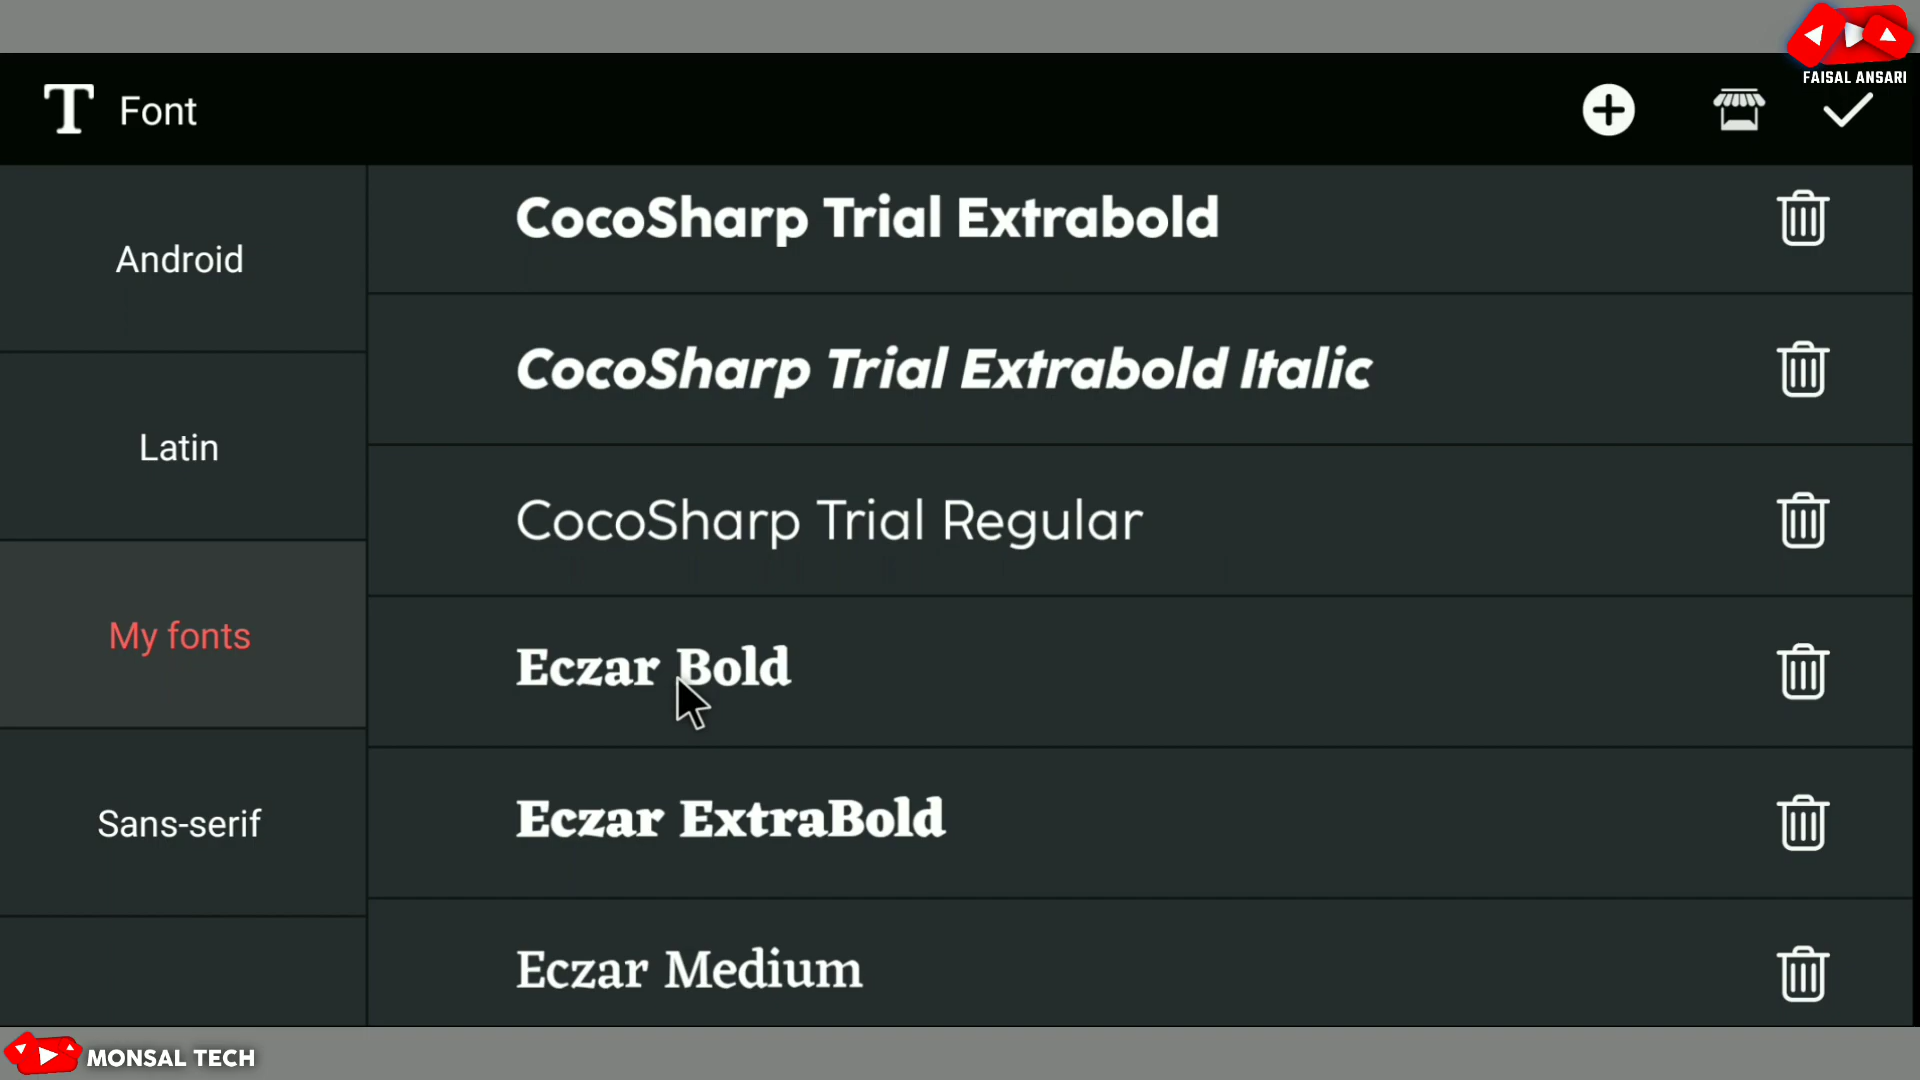 FAISAL ANSARI
Font
Android
Latin
My fonts
Sans-serif
CocoSharp Trial Extrabold
CocoSharp Trial Extrabold Italic
CocoSharp Trial Regular
Eczar Bold
Eczar ExtraBold
Eczar Medium
MONSAL TECH